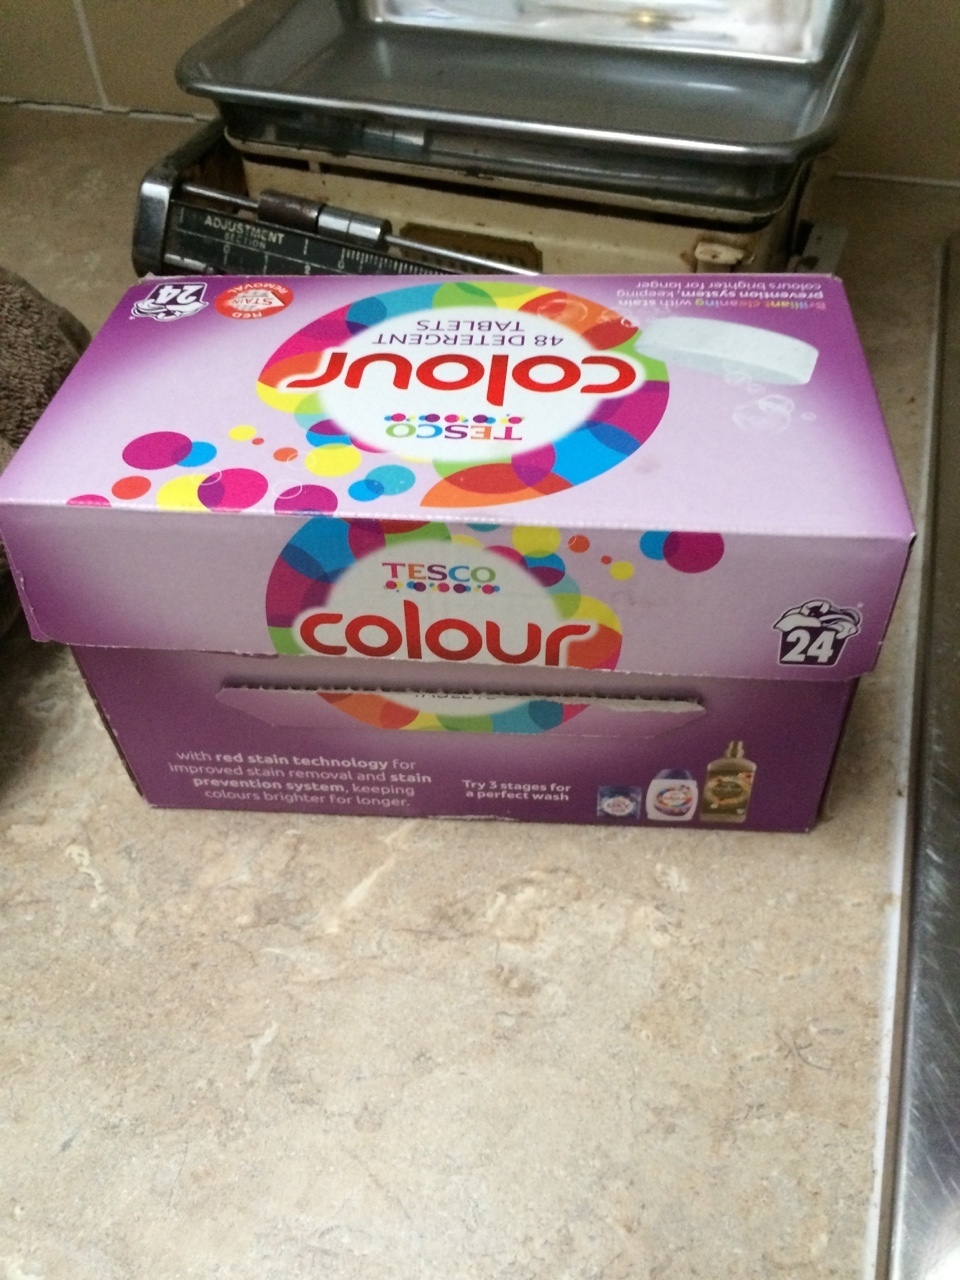 ADJUSTMENT
SECTION
24
RED
STAIN
REMOVAL
Brilliant cleaning with stain
prevention system, keeping
colours brighter for longer
TESCO
colour
48 DETERGENT
TABLETS
TESCO
colour
24
with red stain technology for
improved stain removal and stain
prevention system, keeping
colours brighter for longer.
Try 3 stages for
a perfect wash